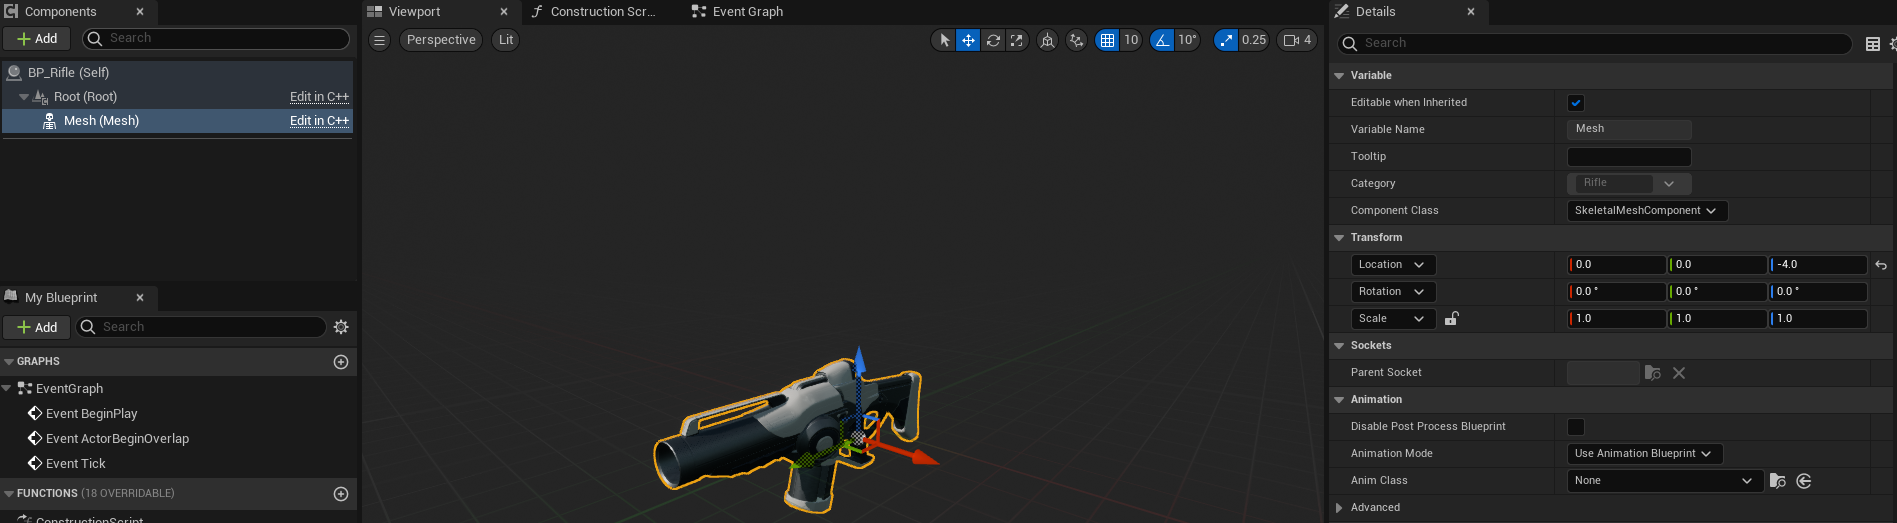 Components
Add
Search
BP_Rifle (Self)
Root (Root) Edit in C++
Mesh (Mesh) Edit in C++
My Blueprint
Add
Search
GRAPHS
EventGraph
Event BeginPlay
Event ActorBeginOverlap
Event Tick
FUNCTIONS (18 OVERRIDABLE)
ConstructionScript
Viewport Construction Scr... Event Graph
Perspective Lit 10 10° 0.25 4
Details
Search
Variable
Editable when Inherited
Variable Name Mesh
Tooltip
Category Rifle
Component Class SkeletalMeshComponent
Transform
Location 0.0 0.0 -4.0
Rotation 0.0 ° 0.0 ° 0.0 °
Scale 1.0 1.0 1.0
Sockets
Parent Socket
Animation
Disable Post Process Blueprint
Animation Mode Use Animation Blueprint
Anim Class None
Advanced